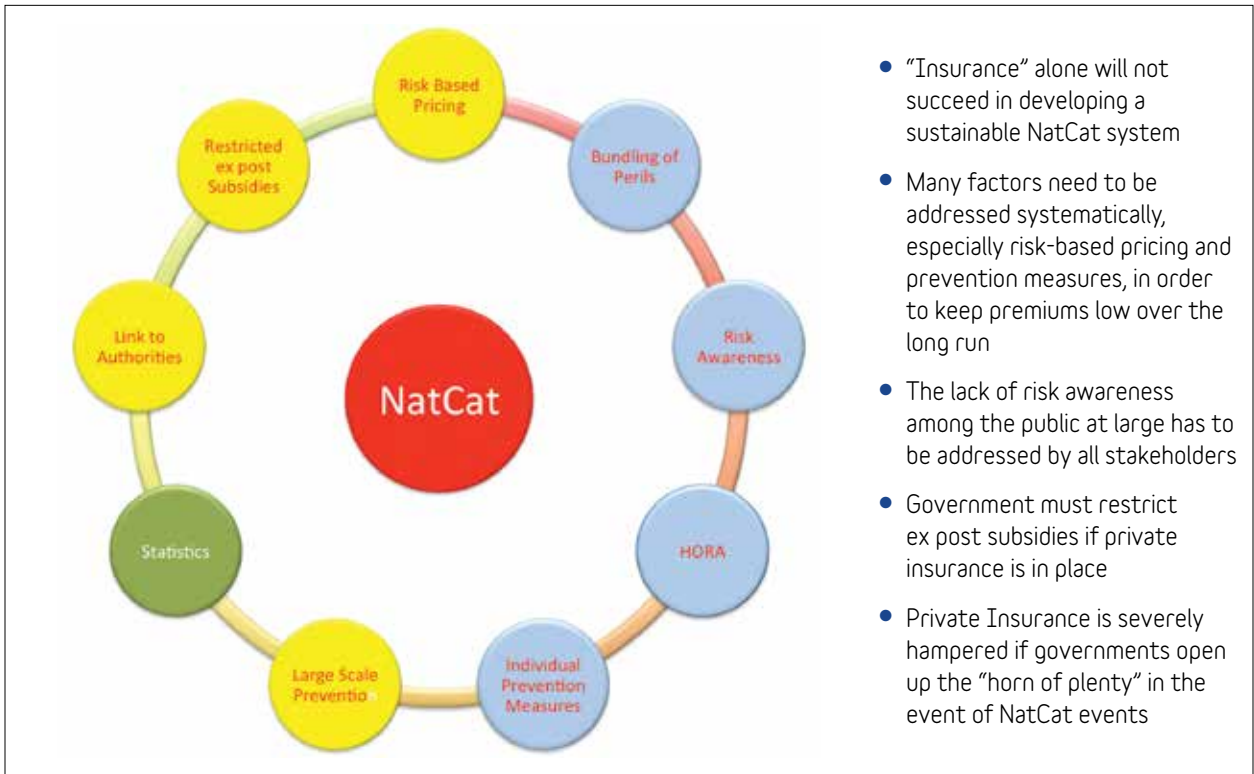 Risk Based
Pricing
Bundling of
Perils
Risk
Awareness
HORA
Individual
Prevention
Measures
Large Scale
Prevention
Statistics
Link to
Authorities
Restricted
ex post
Subsidies
NatCat
• "Insurance" alone will not
succeed in developing a
sustainable NatCat system
• Many factors need to be
addressed systematically,
especially risk-based pricing and
prevention measures, in order
to keep premiums low over the
long run
• The lack of risk awareness
among the public at large has to
be addressed by all stakeholders
• Government must restrict
ex post subsidies if private
insurance is in place
• Private Insurance is severely
hampered if governments open
up the "horn of plenty" in the
event of NatCat events